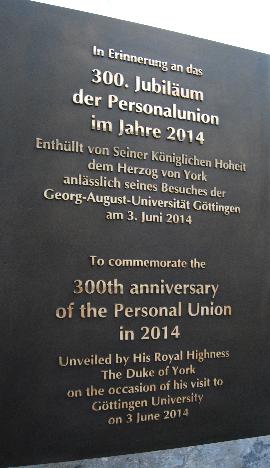 In Erinnerung an das
300. Jubiläum
der Personalunion
im Jahre 2014
Enthüllt von Seiner Königlichen Hoheit
dem Herzog von York
anlässlich seines Besuches der
Georg-August-Universität Göttingen
am 3. Juni 2014
To commemorate the
300th anniversary
of the Personal Union
in 2014
Unveiled by His Royal Highness
The Duke of York
on the occasion of his visit to
Göttingen University
on 3 June 2014